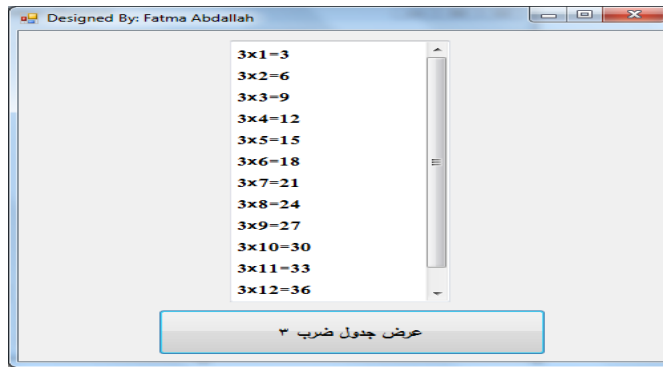 Designed By: Fatma Abdallah
3x1=3
3x2=6
3x3=9
3x4=12
3x5=15
3x6=18
3x7=21
3x8=24
3x9=27
3x10=30
3x11=33
3x12=36
عرض جدول ضرب ٣